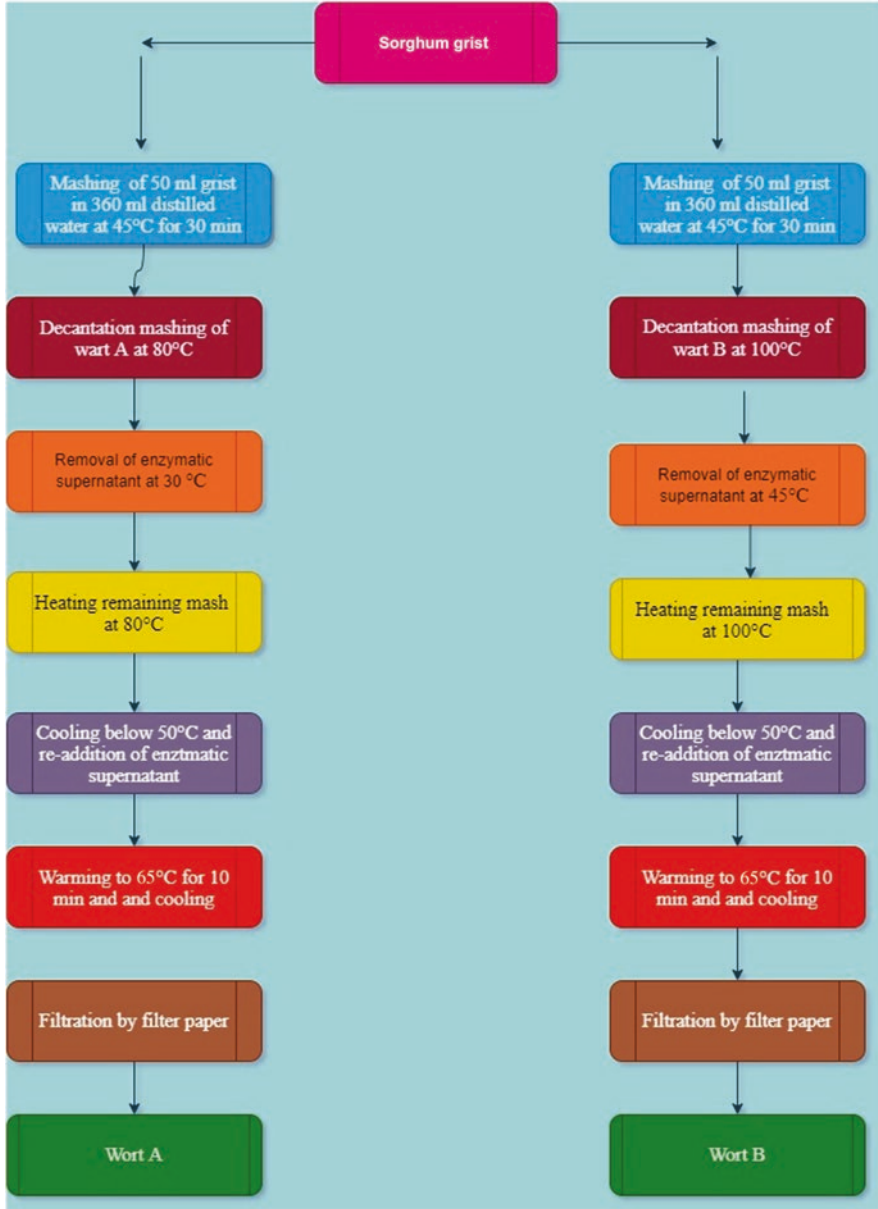 Sorghum grist
Mashing of 50 ml grist
in 360 ml distilled
water at 45°C for 30 min
Decantation mashing of
wart A at 80°C
Removal of enzymatic
supernatant at 30 °C
Heating remaining mash
at 80°C
Cooling below 50°C and
re-addition of enztmatic
supernatant
Warming to 65°C for 10
min and and cooling
Filtration by filter paper
Wort A
Mashing of 50 ml grist
in 360 ml distilled
water at 45°C for 30 min
Decantation mashing of
wart B at 100°C
Removal of enzymatic
supernatant at 45°C
Heating remaining mash
at 100°C
Cooling below 50°C and
re-addition of enztmatic
supernatant
Warming to 65°C for 10
min and and cooling
Filtration by filter paper
Wort B